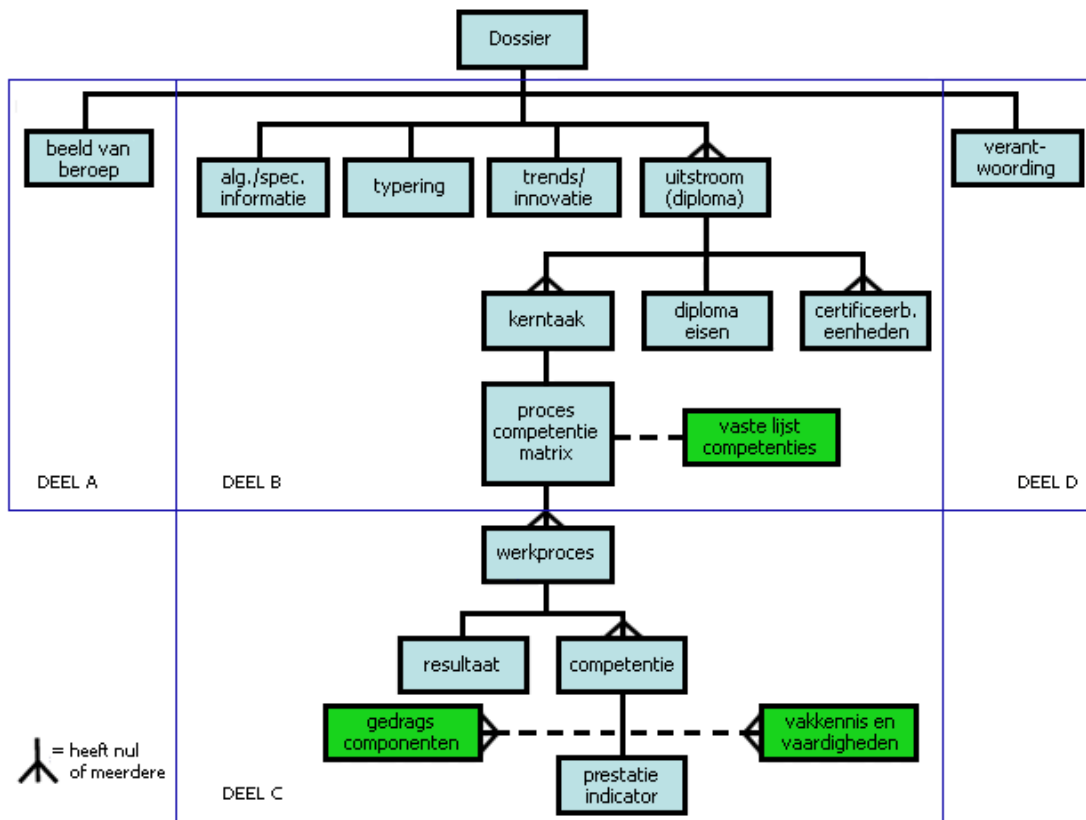 Dossier
beeld van
beroep
alg./spec.
informatie
typering
trends/
innovatie
uitstroom
(diploma)
verant-
woording
kerntaak
diploma
eisen
certificeerb.
eenheden
proces
competentie
matrix
vaste lijst
competenties
DEEL A
DEEL B
DEEL D
werkproces
resultaat
competentie
gedrags
componenten
vakkennis en
vaardigheden
prestatie
indicator
= heeft nul
of meerdere
DEEL C